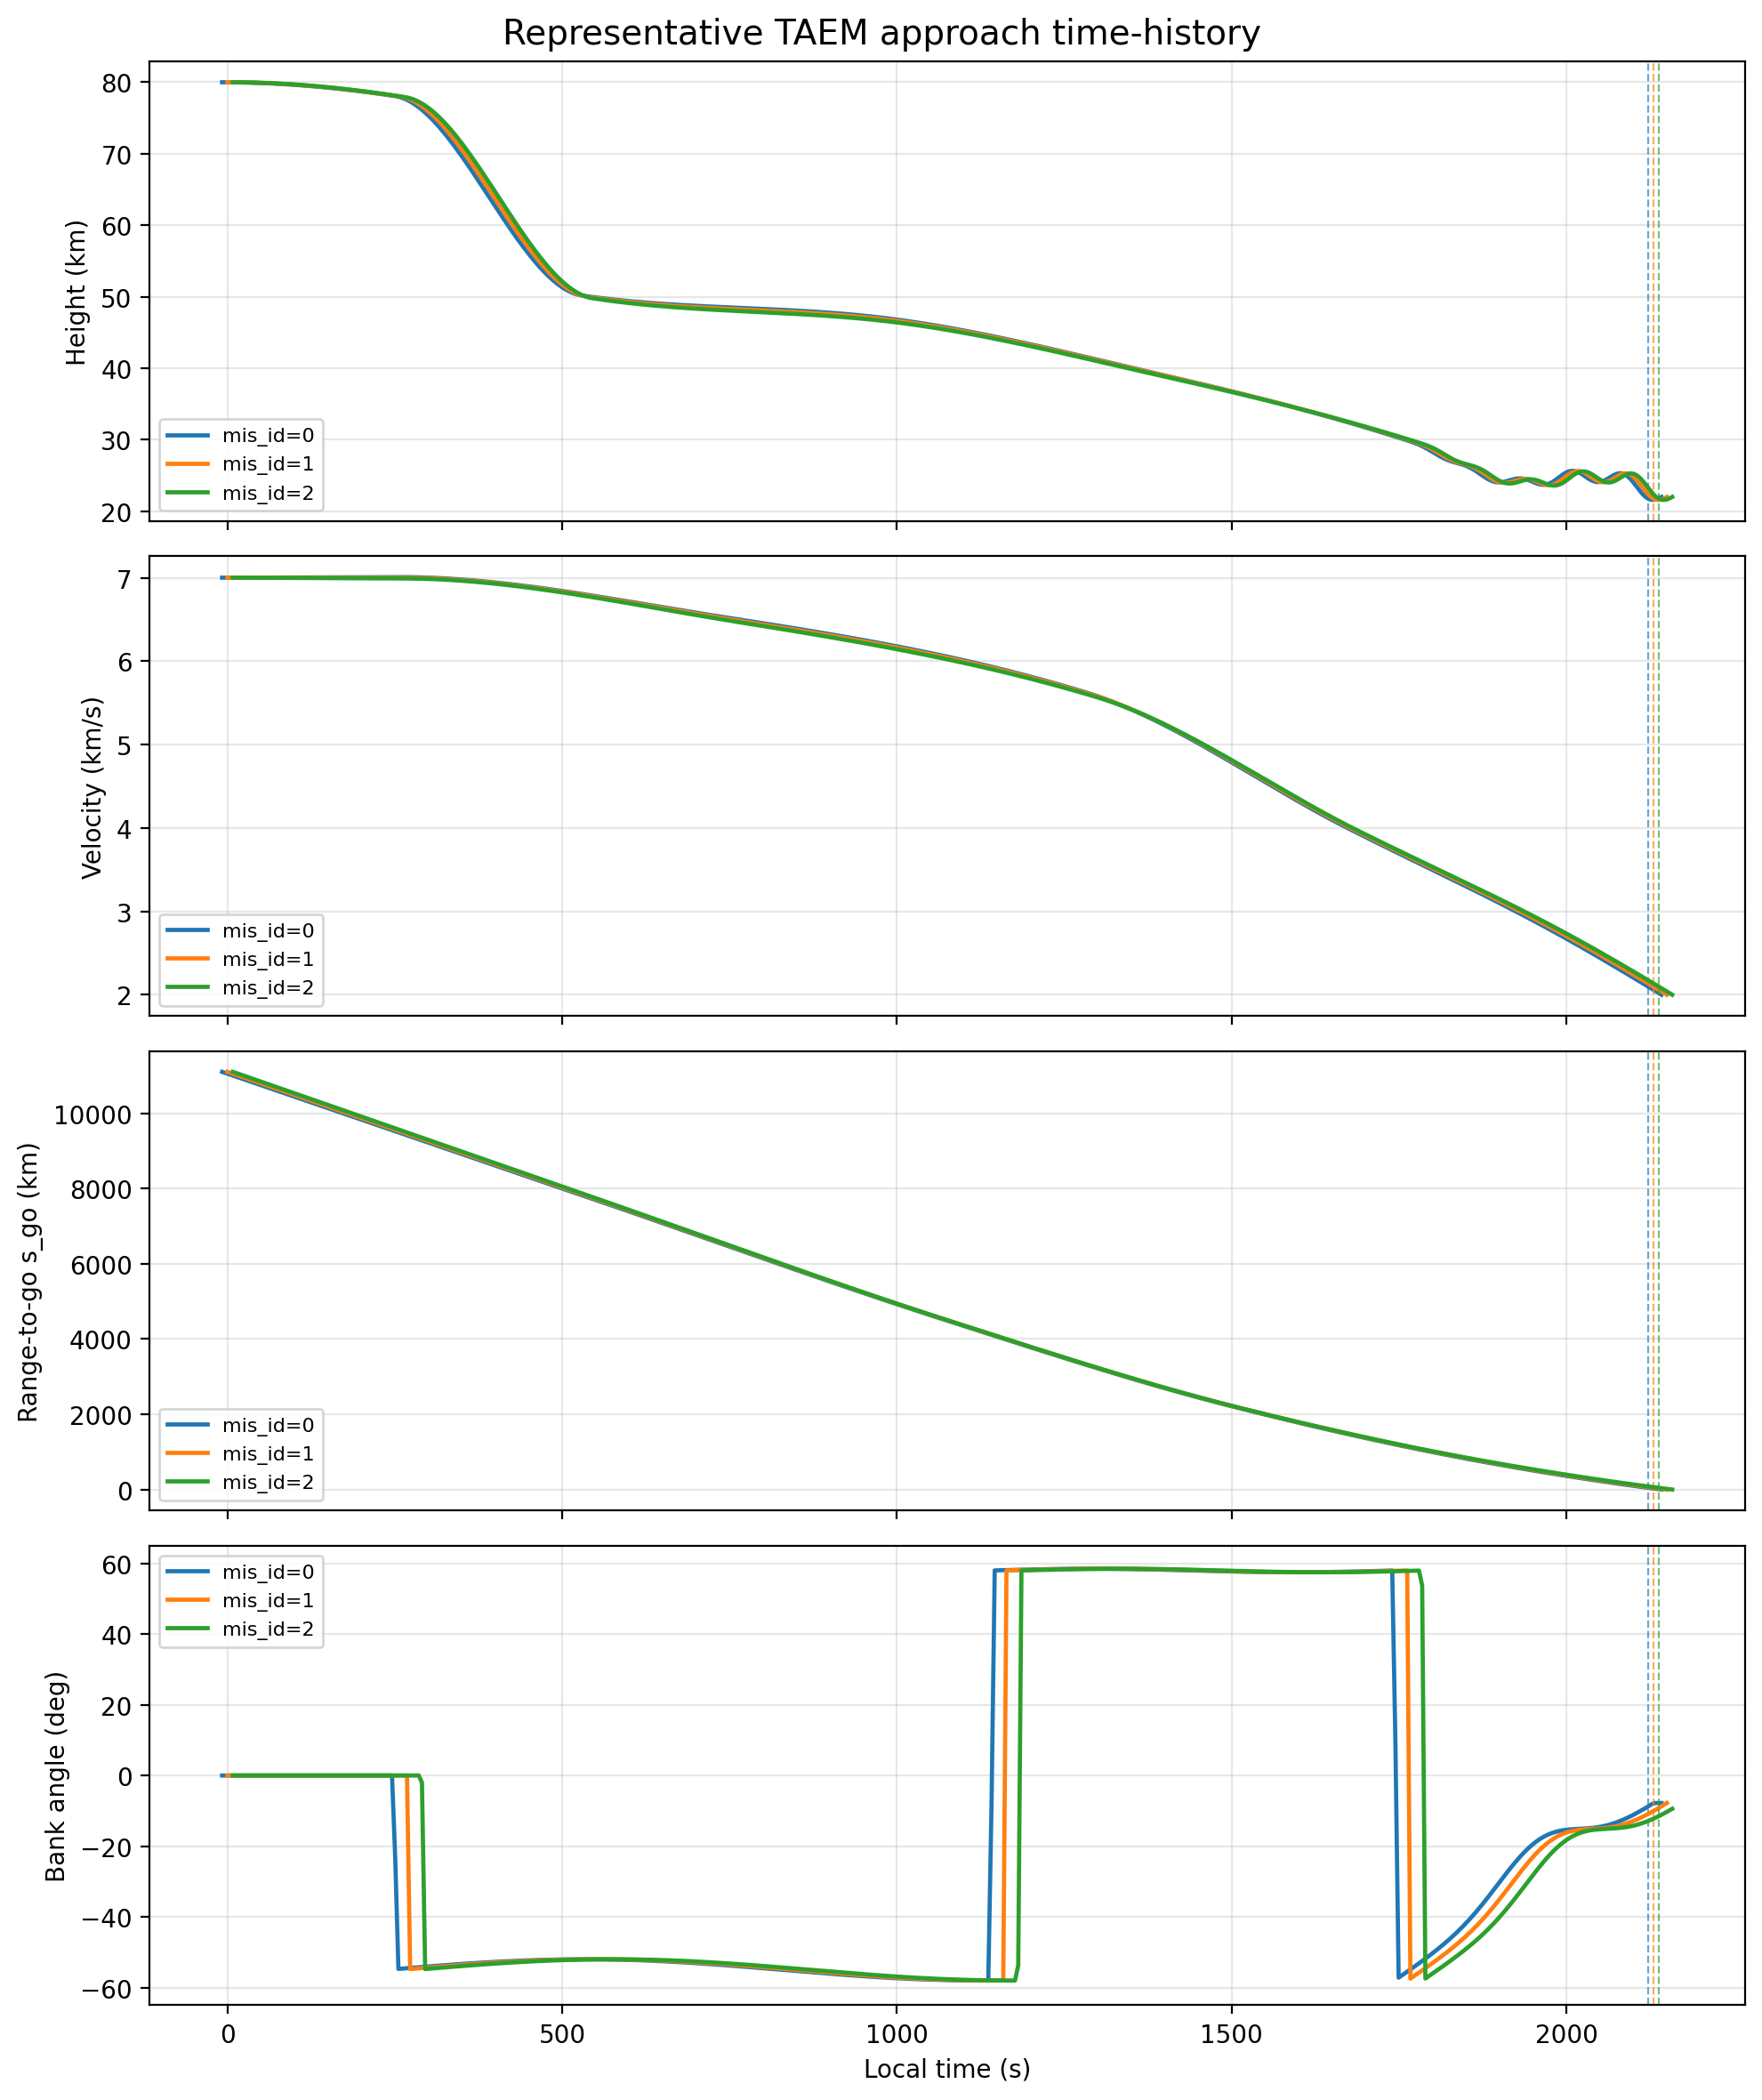 Representative TAEM approach time-history
Height (km)
80
70
60
50
40
30
20
mis_id=0
mis_id=1
mis_id=2
Velocity (km/s)
7
6
5
4
3
2
mis_id=0
mis_id=1
mis_id=2
Range-to-go s_go (km)
10000
8000
6000
4000
2000
0
mis_id=0
mis_id=1
mis_id=2
Bank angle (deg)
60
40
20
0
−20
−40
−60
mis_id=0
mis_id=1
mis_id=2
0 500 1000 1500 2000
Local time (s)